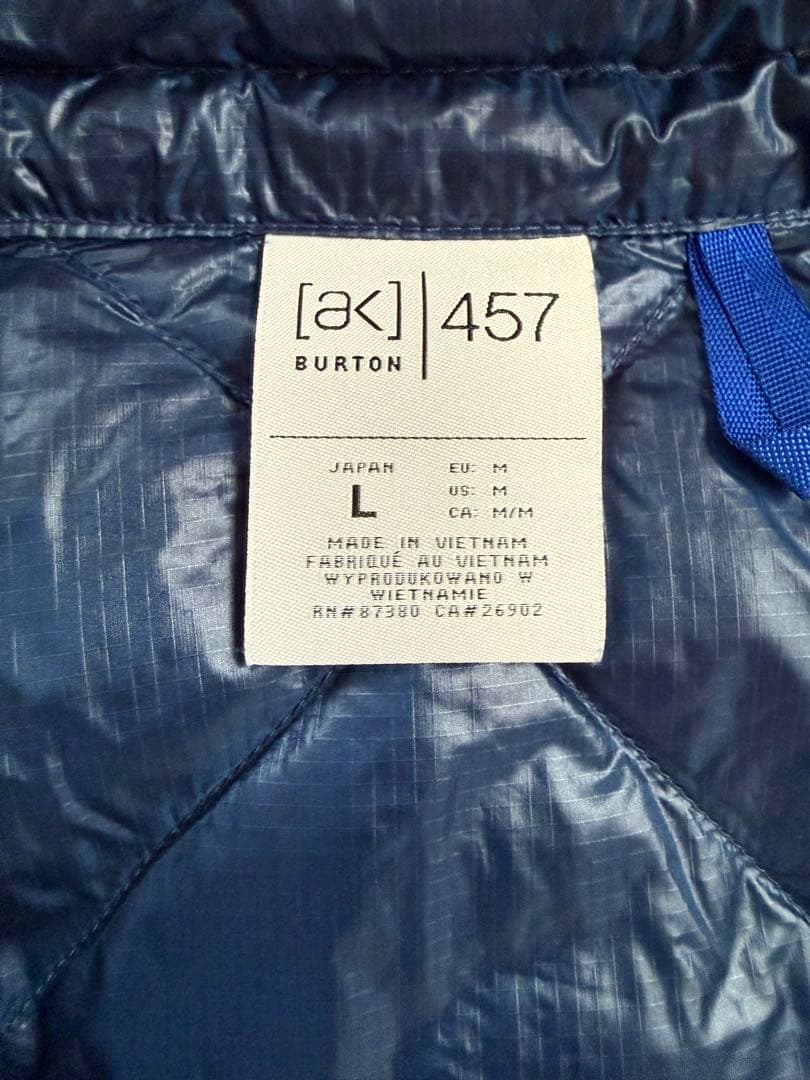 [ak] 457
BURTON
JAPAN EU: M
L US: M
CA: M/M
MADE IN VIETNAM
FABRIQUÉ AU VIETNAM
WYPRODUKOWANO W
WIETNAMIE
RN#87380 CA#26902